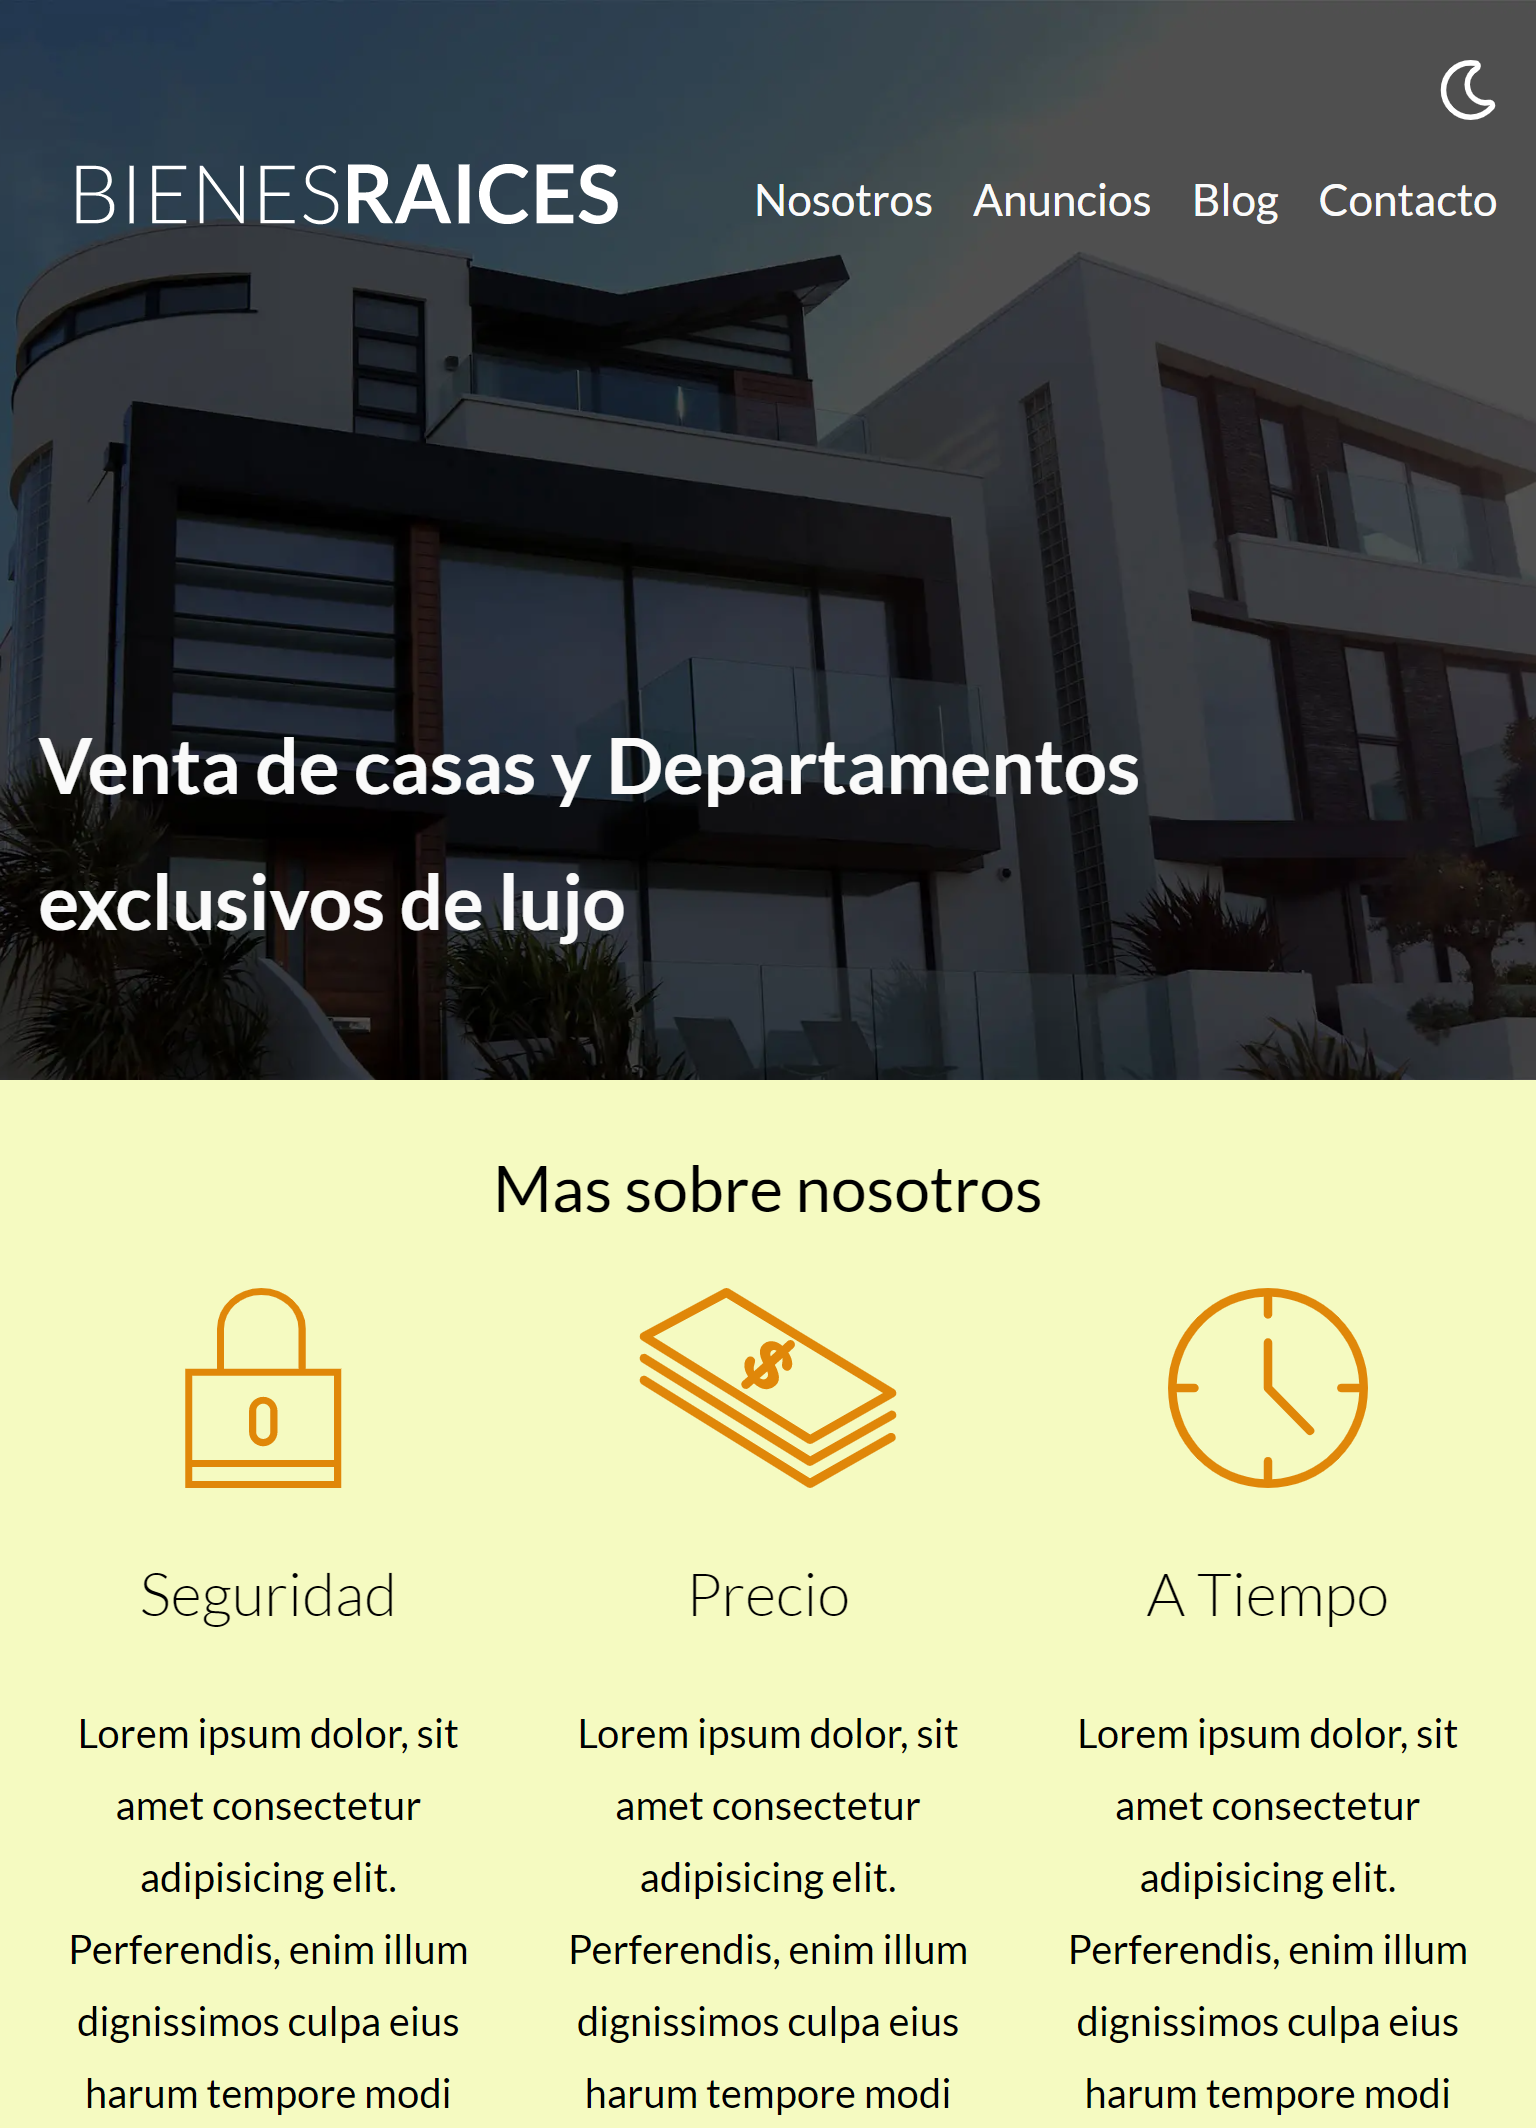 BIENESRAICES
Nosotros Anuncios Blog Contacto
Venta de casas y Departamentos
exclusivos de lujo
Mas sobre nosotros
$
Seguridad
Precio
A Tiempo
Lorem ipsum dolor, sit
amet consectetur
adipisicing elit.
Perferendis, enim illum
dignissimos culpa eius
harum tempore modi
Lorem ipsum dolor, sit
amet consectetur
adipisicing elit.
Perferendis, enim illum
dignissimos culpa eius
harum tempore modi
Lorem ipsum dolor, sit
amet consectetur
adipisicing elit.
Perferendis, enim illum
dignissimos culpa eius
harum tempore modi